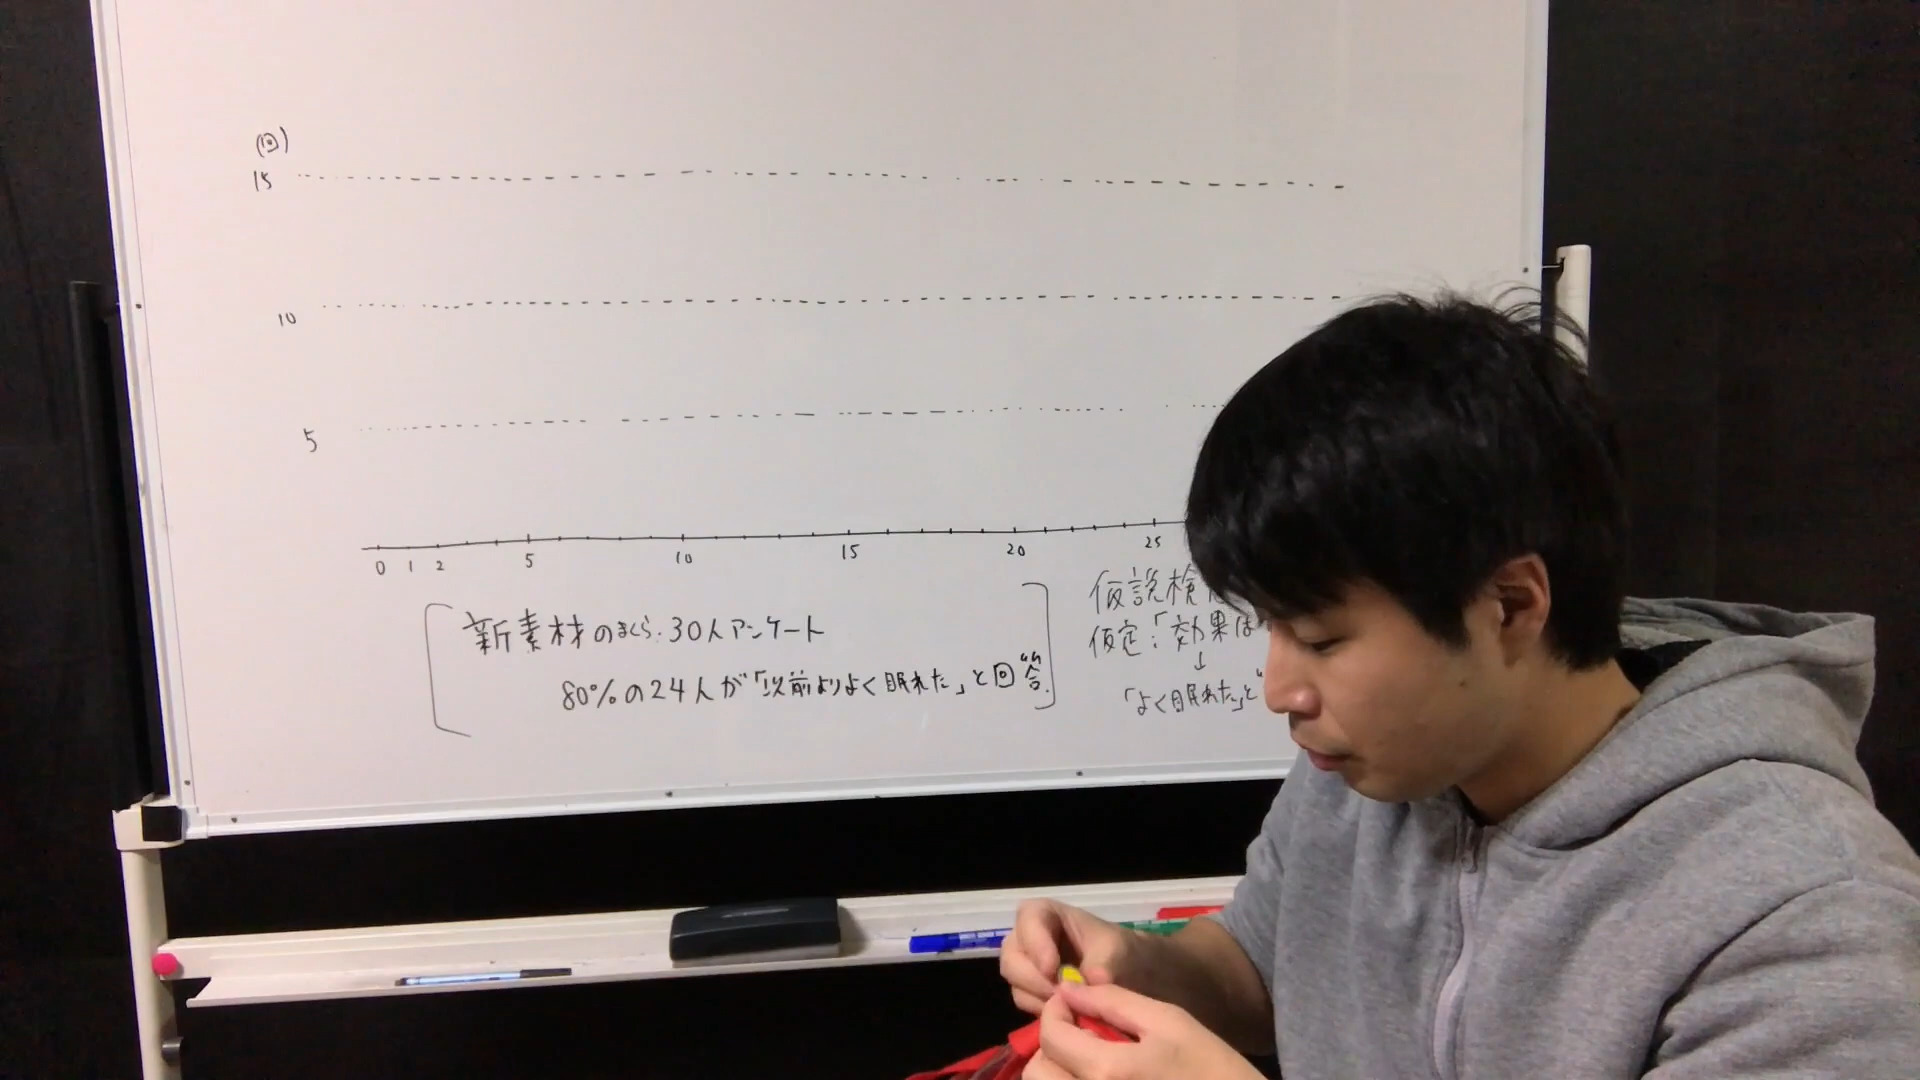 (回)
15
10
5
0 1 2 5 10 15 20 25
新素材のまくら.30人アンケート
80%の24人が「以前よりよく眠れた」と回答.
仮説検
仮定:「効果は
↓
「よく眠れた」と